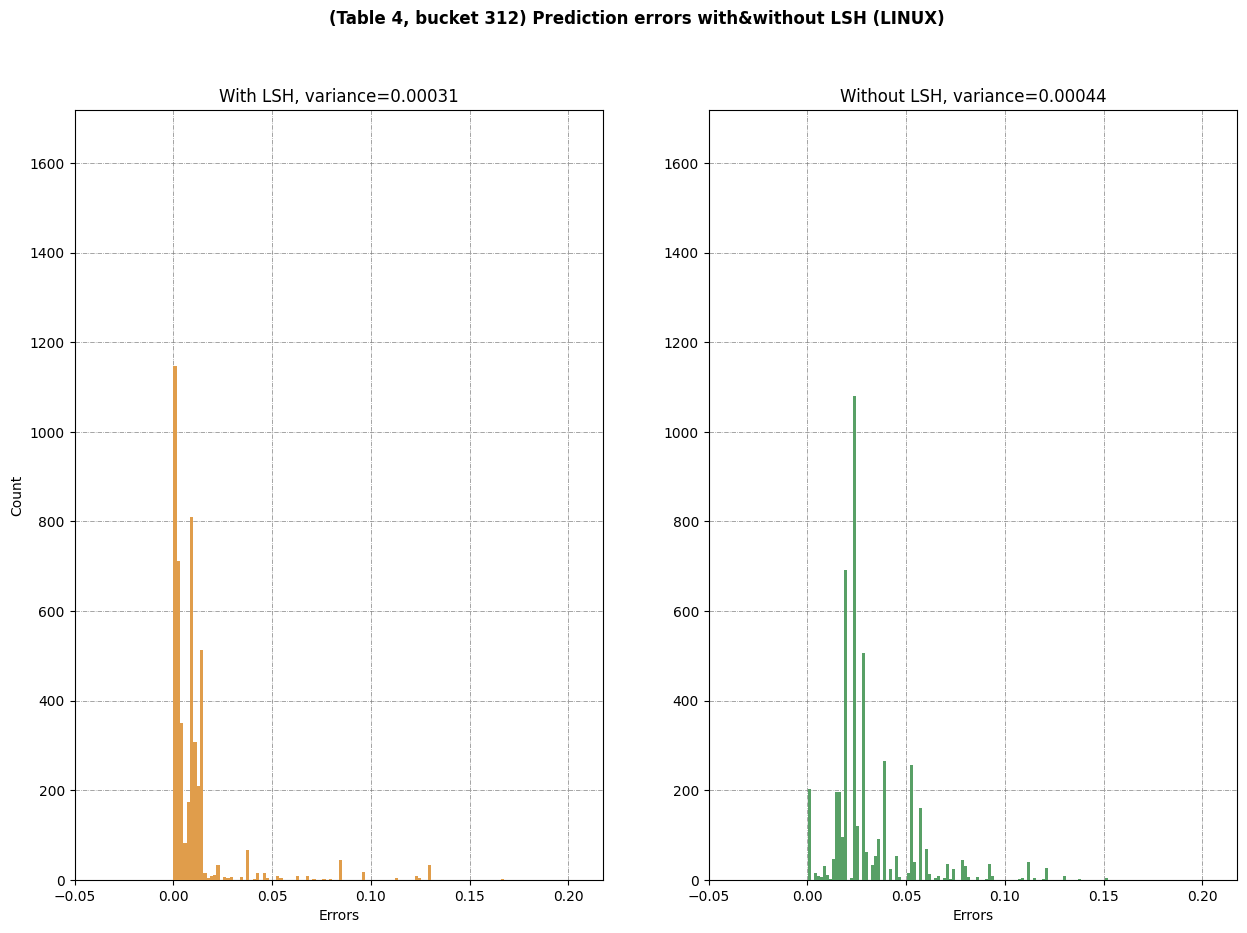 (Table 4, bucket 312) Prediction errors with&without LSH (LINUX)
With LSH, variance=0.00031
1600
1400
1200
1000
800
600
400
200
0
Count
−0.05 0.00 0.05 0.10 0.15 0.20
Errors
Without LSH, variance=0.00044
1600
1400
1200
1000
800
600
400
200
0
−0.05 0.00 0.05 0.10 0.15 0.20
Errors